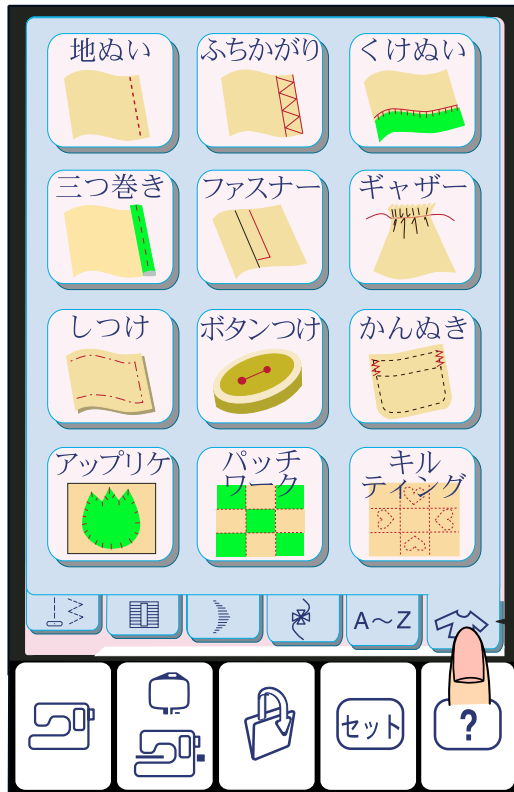 地ぬい
ふちかがり
くけぬい
三つ巻き
ファスナー
ギャザー
しつけ
ボタンつけ
かんぬき
アップリケ
パッチ
ワーク
キル
ティング
A～Z
セット
?